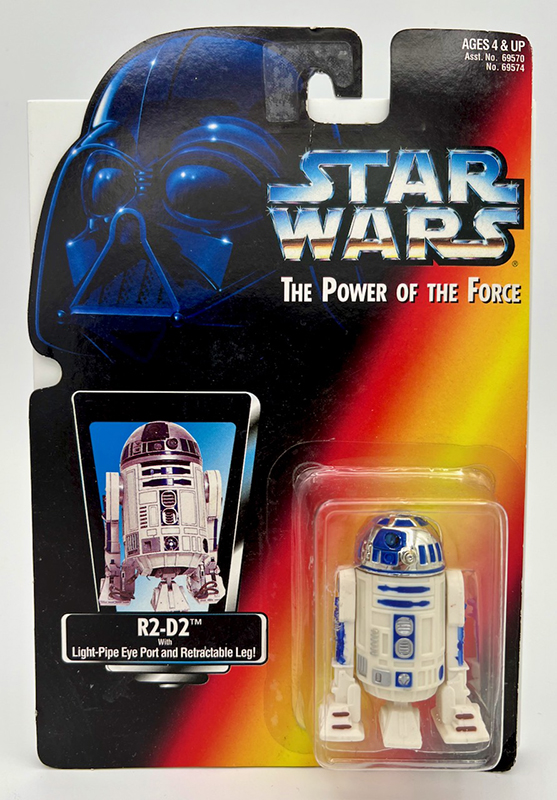 AGES 4 & UP
Asst. No. 69570
No. 69574
STAR
WARS®
THE POWER OF THE FORCE
R2-D2™
With
Light-Pipe Eye Port and Retractable Leg!